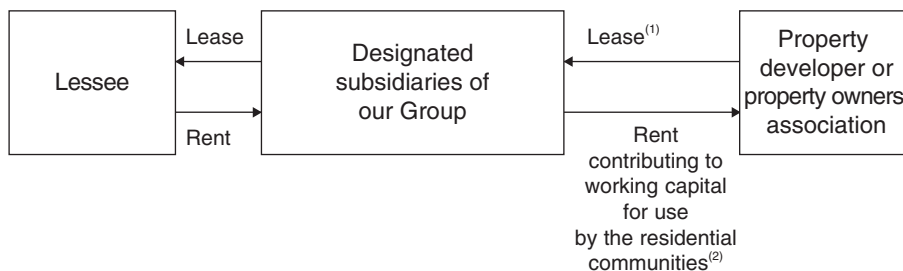 Lessee
Lease
Rent
Designated
subsidiaries of
our Group
Lease(1)
Rent
contributing to
working capital
for use
by the residential
communities(2)
Property
developer or
property owners
association